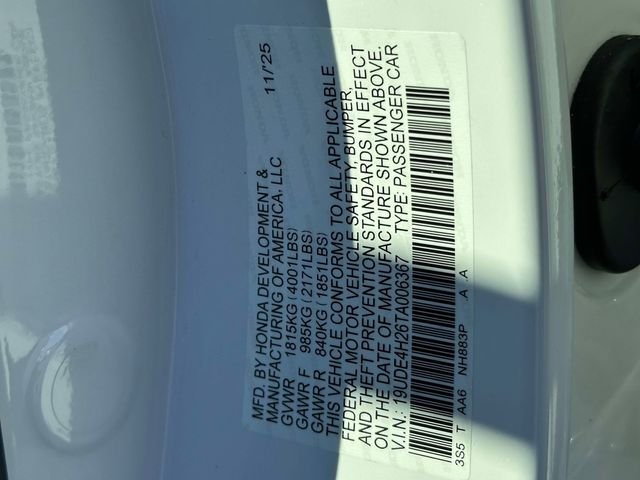 MFD. BY HONDA DEVELOPMENT & 11/'25
MANUFACTURING OF AMERICA, LLC
GVWR 1815KG (4001LBS)
GAWR F 985KG (2171LBS)
GAWR R 840KG (1851LBS)
THIS VEHICLE CONFORMS TO ALL APPLICABLE
FEDERAL MOTOR VEHICLE SAFETY, BUMPER,
AND THEFT PREVENTION STANDARDS IN EFFECT
ON THE DATE OF MANUFACTURE SHOWN ABOVE.
V.I.N.: 19UDE4H26TA006367 TYPE: PASSENGER CAR
3S5 T AA6 NH883P .A .A